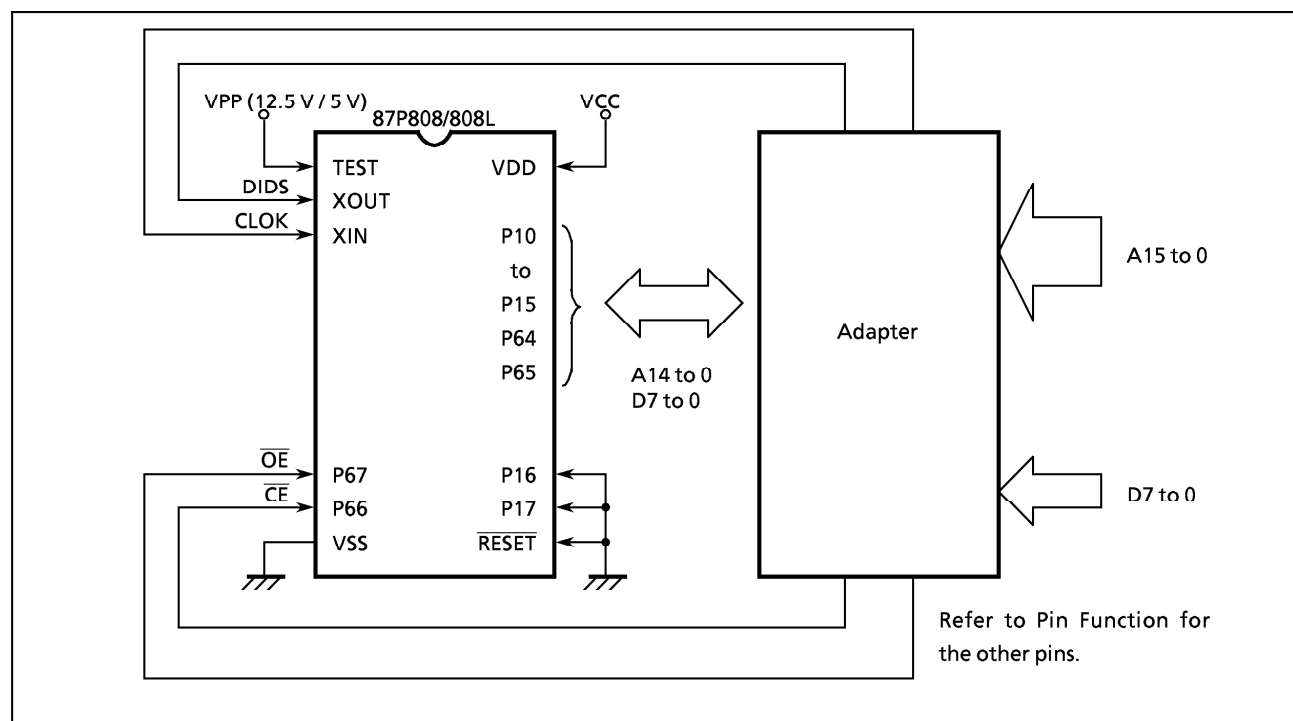 VPP (12.5 V / 5 V)
87P808/808L
VCC
TEST
VDD
DIDS
XOUT
CLOK
XIN
P10
to
P15
P64
P65
A14 to 0
D7 to 0
Adapter
A15 to 0
D7 to 0
OE
P67
P16
CE
P66
P17
VSS
RESET
Refer to Pin Function for
the other pins.